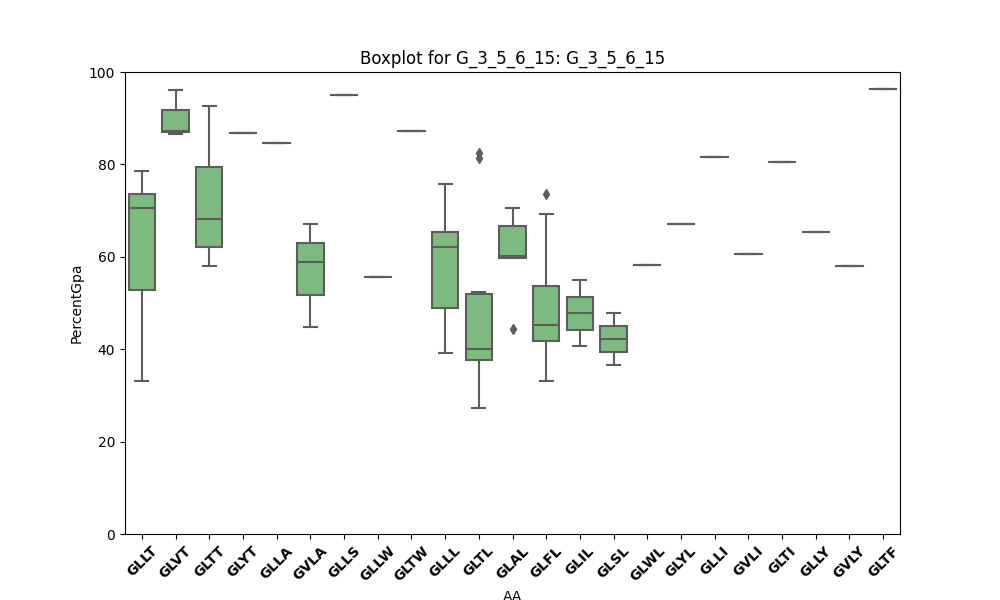 Boxplot for G_3_5_6_15: G_3_5_6_15
100
80
60
40
20
0
PercentGpa
GLLT GLVT GLTT GLYT GLLA GVLA GLLS GLLW GLTW GLLL GLTL GLAL GLFL GLIL GLSL GLWL GLYL GLLI GVLI GLTI GLLY GVLY GLTF
AA